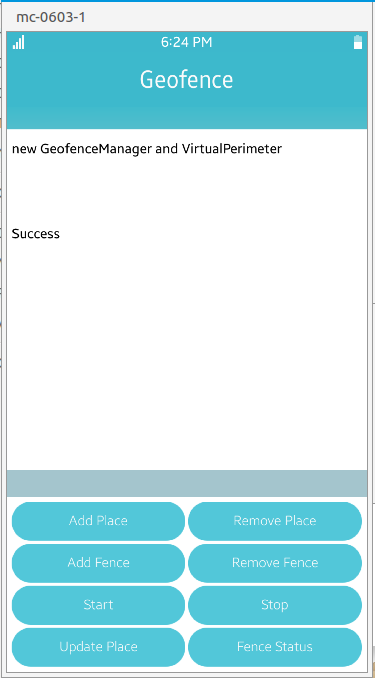 mc-0603-1
6:24 PM
Geofence
new GeofenceManager and VirtualPerimeter
Success
Add Place Remove Place
Add Fence Remove Fence
Start Stop
Update Place Fence Status